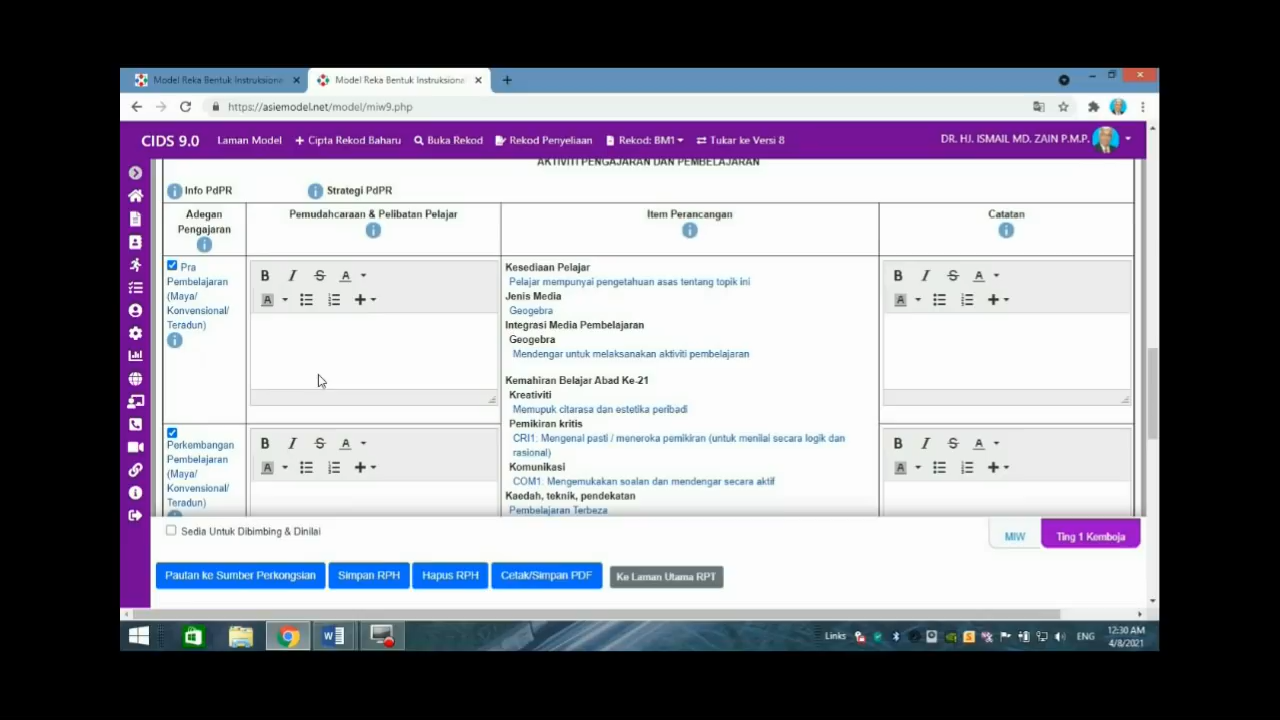 Model Reka Bentuk Instruksiona
Model Reka Bentuk Instruksiona
https://asiemodel.net/model/miw9.php
CIDS 9.0
Laman Model
Cipta Rekod Baharu
Buka Rekod
Rekod Penyeliaan
Rekod: BM1
Tukar ke Versi 8
DR. HJ. ISMAIL MD. ZAIN P.M.P.
AKTIVITI PENGAJARAN DAN PEMBELAJARAN
Info PdPR
Strategi PdPR
Adegan
Pengajaran
Pemudahcaraan & Pelibatan Pelajar
Item Perancangan
Catatan
Pra
Pembelajaran
(Maya/
Konvensional/
Teradun)
B I S A
A
Kesediaan Pelajar
Pelajar mempunyai pengetahuan asas tentang topik ini
Jenis Media
Geogebra
Integrasi Media Pembelajaran
Geogebra
Mendengar untuk melaksanakan aktiviti pembelajaran
Kemahiran Belajar Abad Ke-21
Kreativiti
Memupuk citarasa dan estetika peribadi
Pemikiran kritis
CRI1: Mengenal pasti / meneroka pemikiran (untuk menilai secara logik dan
rasional)
Komunikasi
COM1: Mengemukakan soalan dan mendengar secara aktif
Kaedah, teknik, pendekatan
Pembelajaran Terbeza
B I S A
A
Perkembangan
Pembelajaran
(Maya/
Konvensional/
Teradun)
B I S A
A
B I S A
A
Sedia Untuk Dibimbing & Dinilai
MIW
Ting 1 Kemboja
Pautan ke Sumber Perkongsian
Simpan RPH
Hapus RPH
Cetak/Simpan PDF
Ke Laman Utama RPT
Links
ENG
12:30 AM
4/8/2021